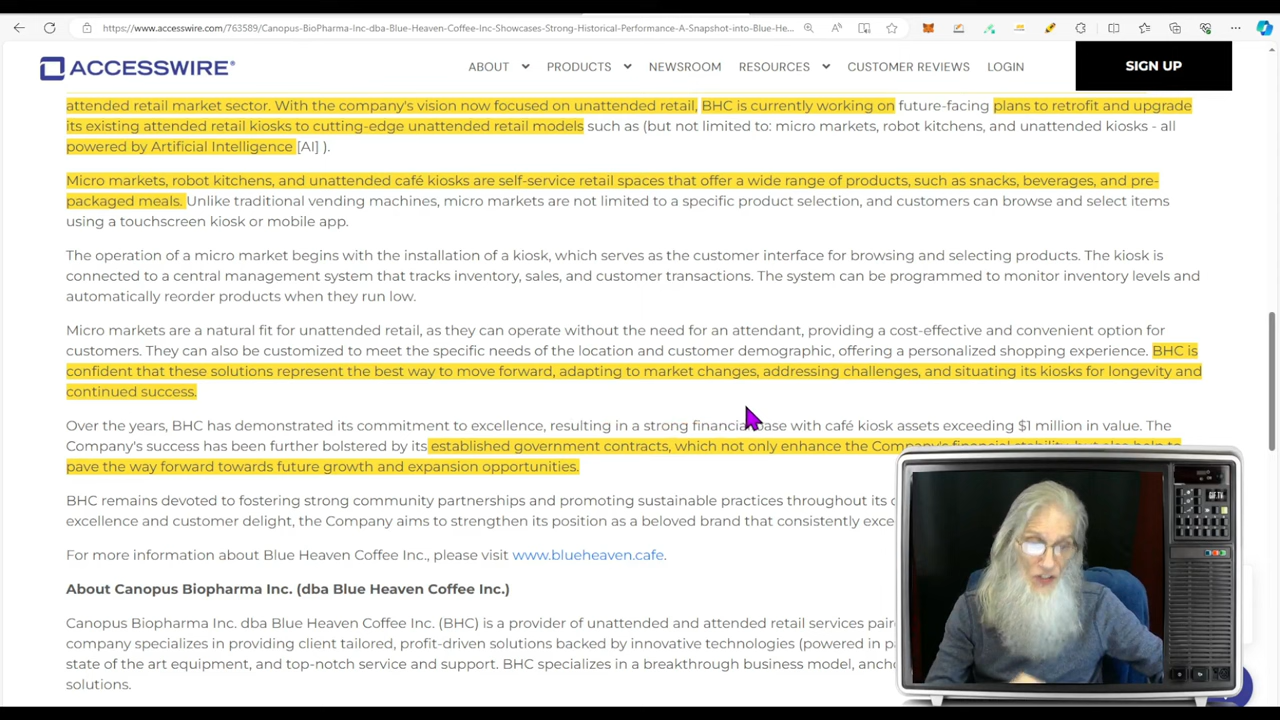 https://www.accesswire.com/763589/Canopus-BioPharma-Inc-dba-Blue-Heaven-Coffee-Inc-Showcases-Strong-Historical-Performance-A-Snapshot-into-Blue-He...
ACCESSWIRE®
ABOUT PRODUCTS NEWSROOM RESOURCES CUSTOMER REVIEWS LOGIN SIGN UP
attended retail market sector. With the company's vision now focused on unattended retail, BHC is currently working on future-facing plans to retrofit and upgrade
its existing attended retail kiosks to cutting-edge unattended retail models such as (but not limited to: micro markets, robot kitchens, and unattended kiosks - all
powered by Artificial Intelligence [AI] ).
Micro markets, robot kitchens, and unattended café kiosks are self-service retail spaces that offer a wide range of products, such as snacks, beverages, and pre-
packaged meals. Unlike traditional vending machines, micro markets are not limited to a specific product selection, and customers can browse and select items
using a touchscreen kiosk or mobile app.
The operation of a micro market begins with the installation of a kiosk, which serves as the customer interface for browsing and selecting products. The kiosk is
connected to a central management system that tracks inventory, sales, and customer transactions. The system can be programmed to monitor inventory levels and
automatically reorder products when they run low.
Micro markets are a natural fit for unattended retail, as they can operate without the need for an attendant, providing a cost-effective and convenient option for
customers. They can also be customized to meet the specific needs of the location and customer demographic, offering a personalized shopping experience. BHC is
confident that these solutions represent the best way to move forward, adapting to market changes, addressing challenges, and situating its kiosks for longevity and
continued success.
Over the years, BHC has demonstrated its commitment to excellence, resulting in a strong financial base with café kiosk assets exceeding $1 million in value. The
Company's success has been further bolstered by its established government contracts, which not only enhance the Company's financial stability, but also help to
pave the way forward towards future growth and expansion opportunities.
BHC remains devoted to fostering strong community partnerships and promoting sustainable practices throughout its
excellence and customer delight, the Company aims to strengthen its position as a beloved brand that consistently
For more information about Blue Heaven Coffee Inc., please visit www.blueheaven.cafe.
About Canopus Biopharma Inc. (dba Blue Heaven Coffee Inc.)
Canopus Biopharma Inc. dba Blue Heaven Coffee Inc. (BHC) provider of unattended and attended retail services
company specializes in providing client tailored, profit-driven solutions backed by innovative technologies (powered in
state of the art equipment, and top-notch service and support. BHC specializes in a breakthrough business model,
solutions.